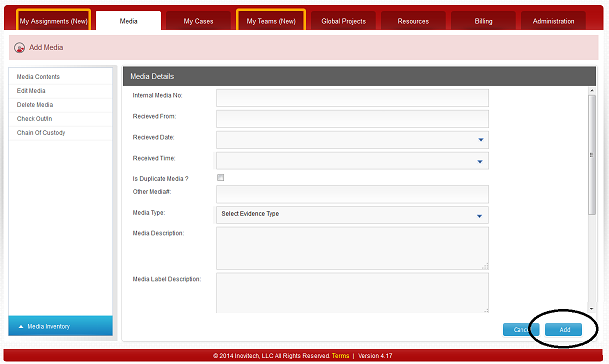 My Assignments (New) Media My Cases My Teams (New) Global Projects Resources Billing Administration
Add Media
Media Contents
Edit Media
Delete Media
Check Out/In
Chain Of Custody
Media Inventory
Media Details
Internal Media No:
Recieved From:
Recieved Date:
Received Time:
Is Duplicate Media ?
Other Media#:
Media Type: Select Evidence Type
Media Description:
Media Label Description:
Cancel Add
© 2014 Inovitech, LLC All Rights Reserved. Terms | Version 4.17